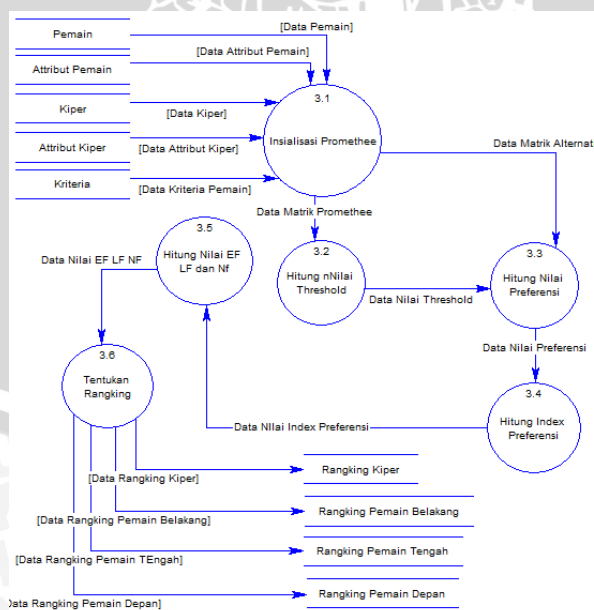 Pemain
[Data Pemain]
[Data Attribut Pemain]
Attribut Pemain
3.1
Insialisasi Promethee
Kiper
[Data Kiper]
Attribut Kiper
[Data Attribut Kiper]
Data Matrik Alternat
Kriteria
[Data Kriteria Pemain]
Data Matrik Promethee
3.5
Hitung Nilai EF
LF dan Nf
3.2
Hitung nNilai
Threshold
3.3
Hitung Nilai
Preferensi
Data Nilai EF LF NF
Data Nilai Threshold
Data Nilai Preferensi
3.6
Tentukan
Rangking
3.4
Hitung Index
Preferensi
Data NIlai Index Preferensi
[Data Rangking Kiper]
Rangking Kiper
[Data Rangking Pemain Belakang]
Rangking Pemain Belakang
[Data Rangking Pemain TEngah]
Rangking Pemain Tengah
Data Rangking Pemain Depan]
Rangking Pemain Depan